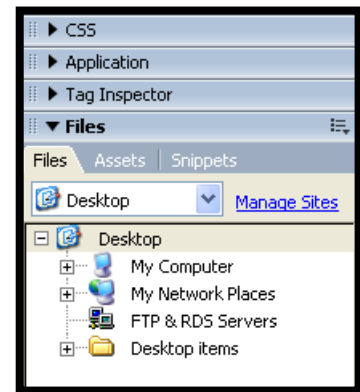 CSS
Application
Tag Inspector
Files
Files Assets Snippets
Desktop Manage Sites
Desktop
My Computer
My Network Places
FTP & RDS Servers
Desktop items